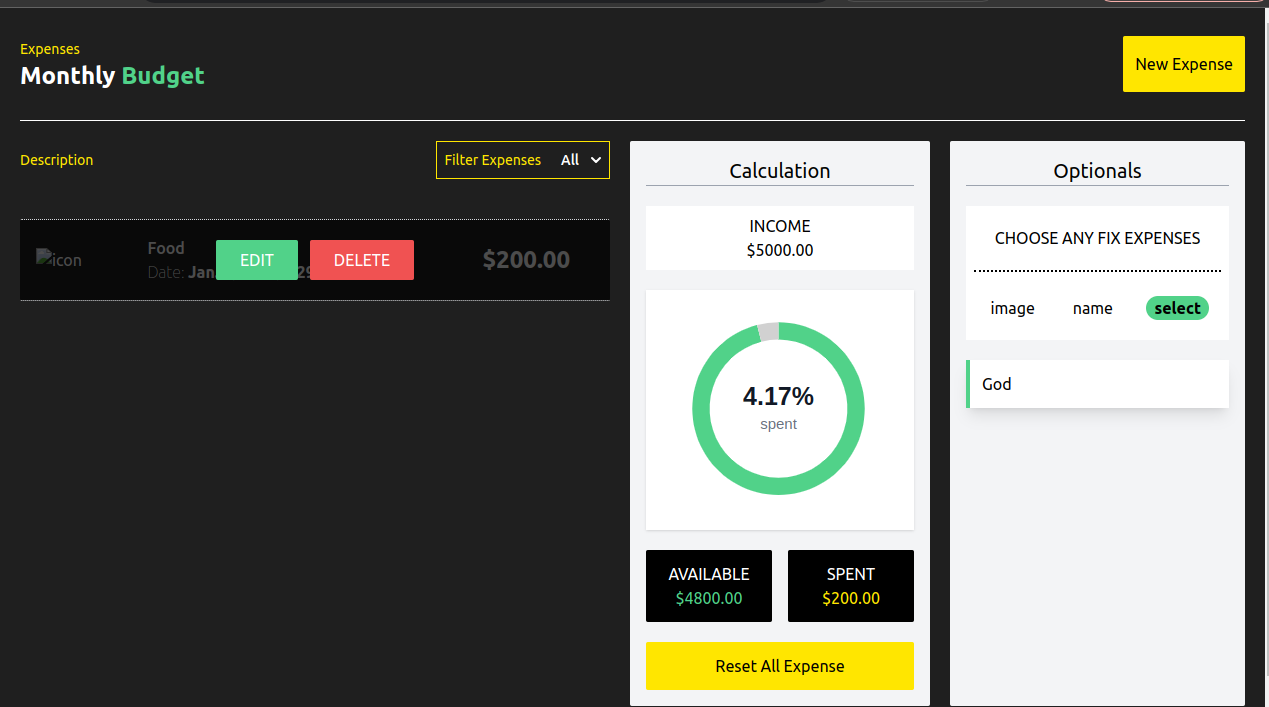 Expenses
Monthly Budget
New Expense
Description
Filter Expenses All
icon
Food
Date: Jan 29
EDIT
DELETE
$200.00
Calculation
INCOME
$5000.00
4.17%
spent
AVAILABLE
$4800.00
SPENT
$200.00
Reset All Expense
Optionals
CHOOSE ANY FIX EXPENSES
image name select
God